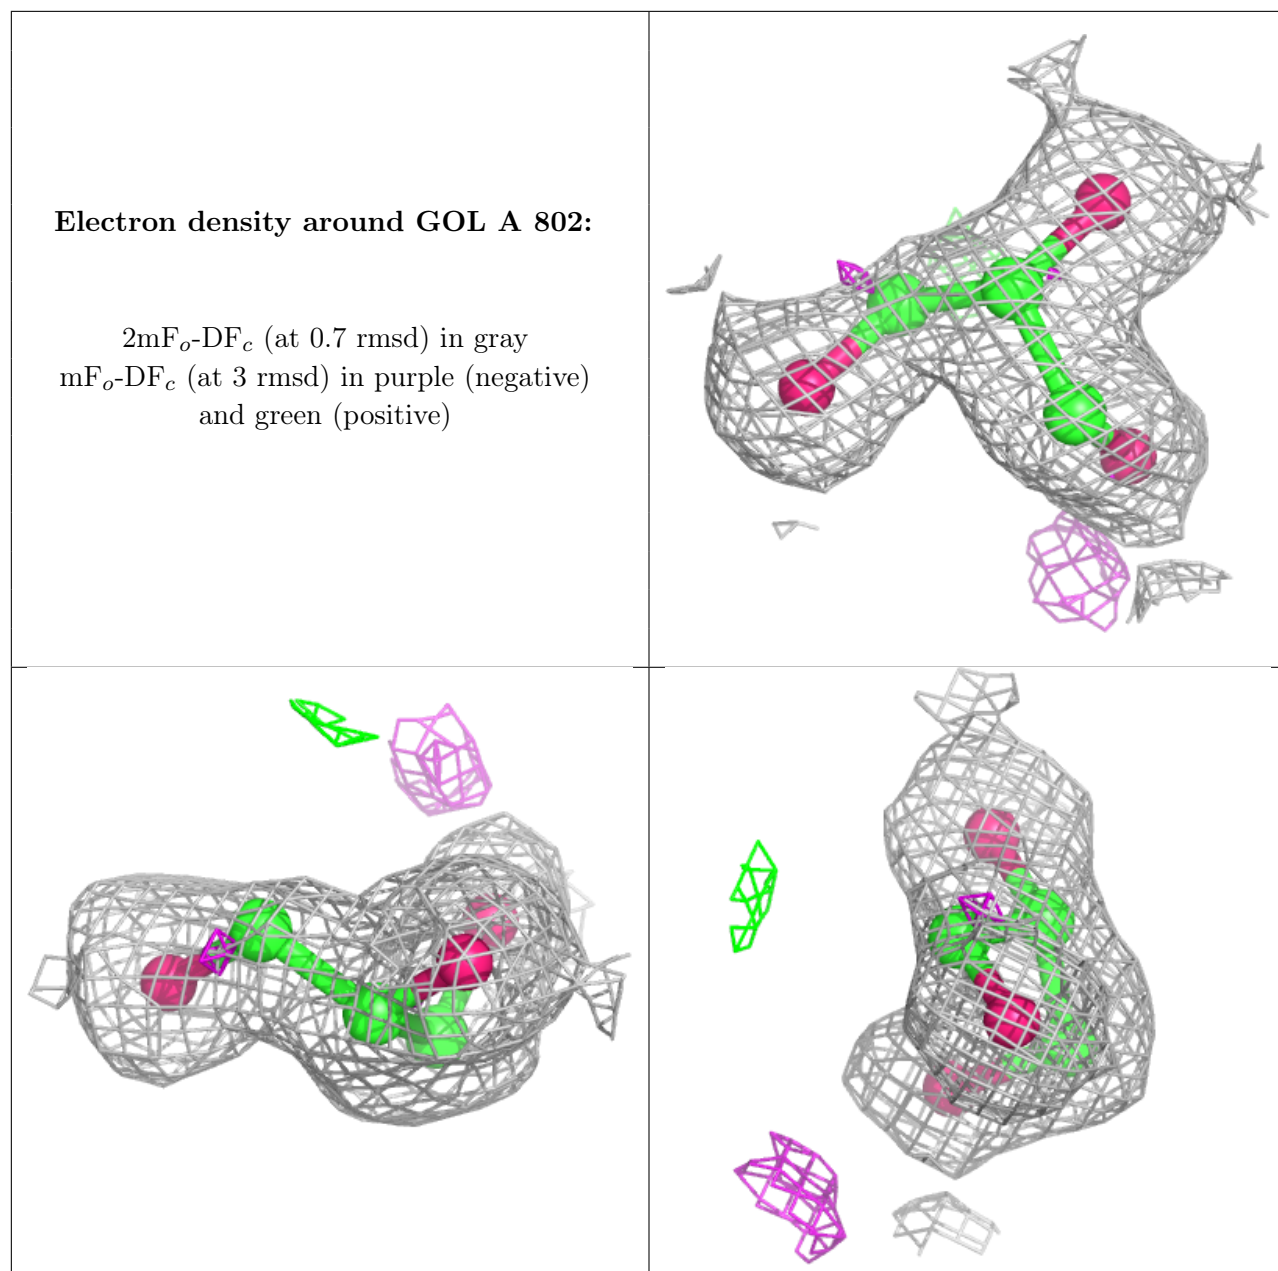 Electron density around GOL A 802:
2mFo-DFc (at 0.7 rmsd) in gray
mFo-DFc (at 3 rmsd) in purple (negative)
and green (positive)